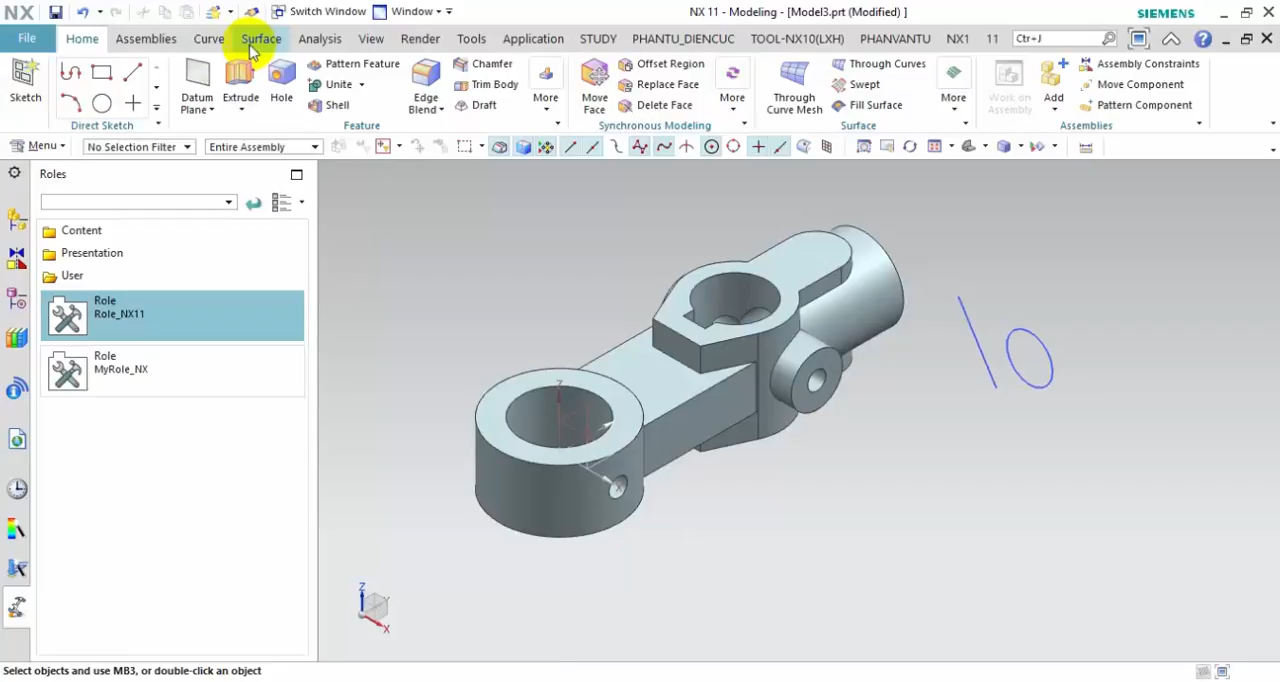 NX Switch Window Window NX 11 - Modeling - [Model3.prt (Modified) ] SIEMENS
File Home Assemblies Curve Surface Analysis View Render Tools Application STUDY PHANTU_DIENCUC TOOL-NX10(LXH) PHANVANTU NX1 11 Ctr+J
Pattern Feature Chamfer Offset Region Through Curves Assembly Constraints
Unite Trim Body Replace Face Swept Move Component
Shell Draft Delete Face Fill Surface Pattern Component
Sketch Datum Plane Extrude Hole Edge Blend More Move Face More Through Curve Mesh More Work on Assembly Add
Direct Sketch Feature Synchronous Modeling Surface Assemblies
Menu No Selection Filter Entire Assembly
Roles
Content
Presentation
User
Role
Role_NX11
Role
MyRole_NX
Z
X
Z
Y
X
Select objects and use MB3, or double-click an object